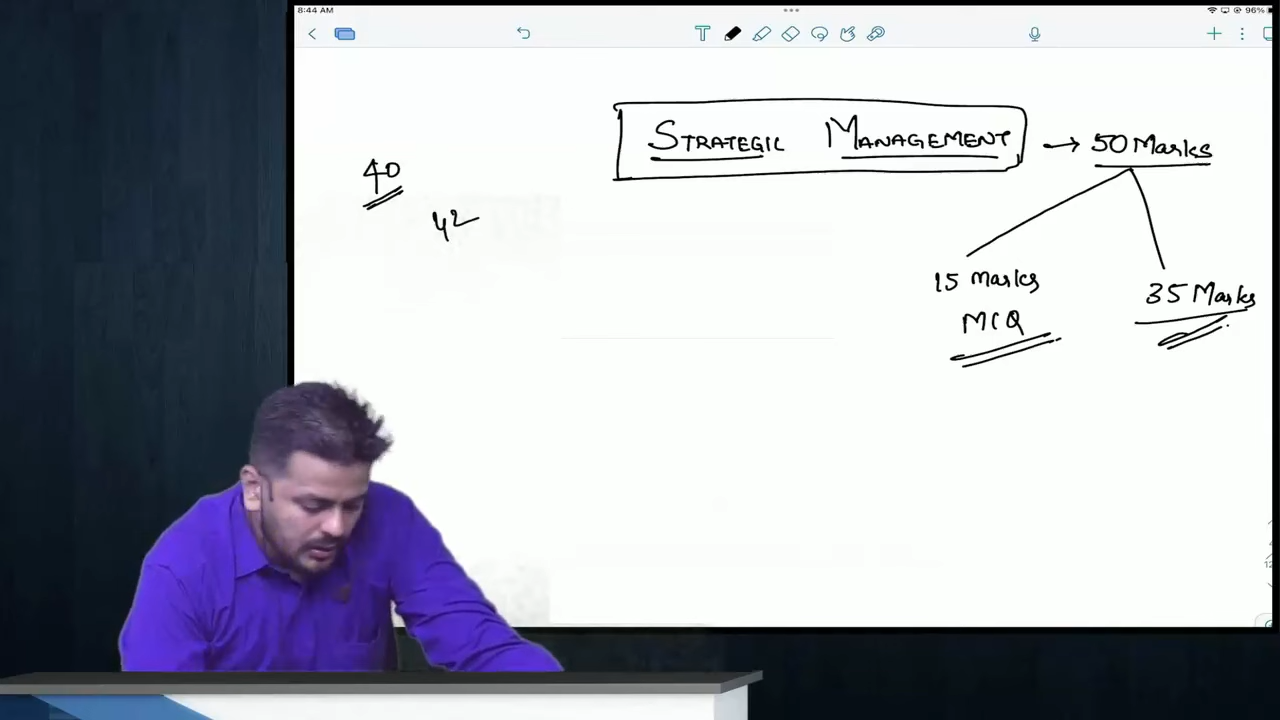 8:44 AM
96%
T
STRATEGIC MANAGEMENT → 50 Marks
40
42
15 Marks
MCQ
35 Marks